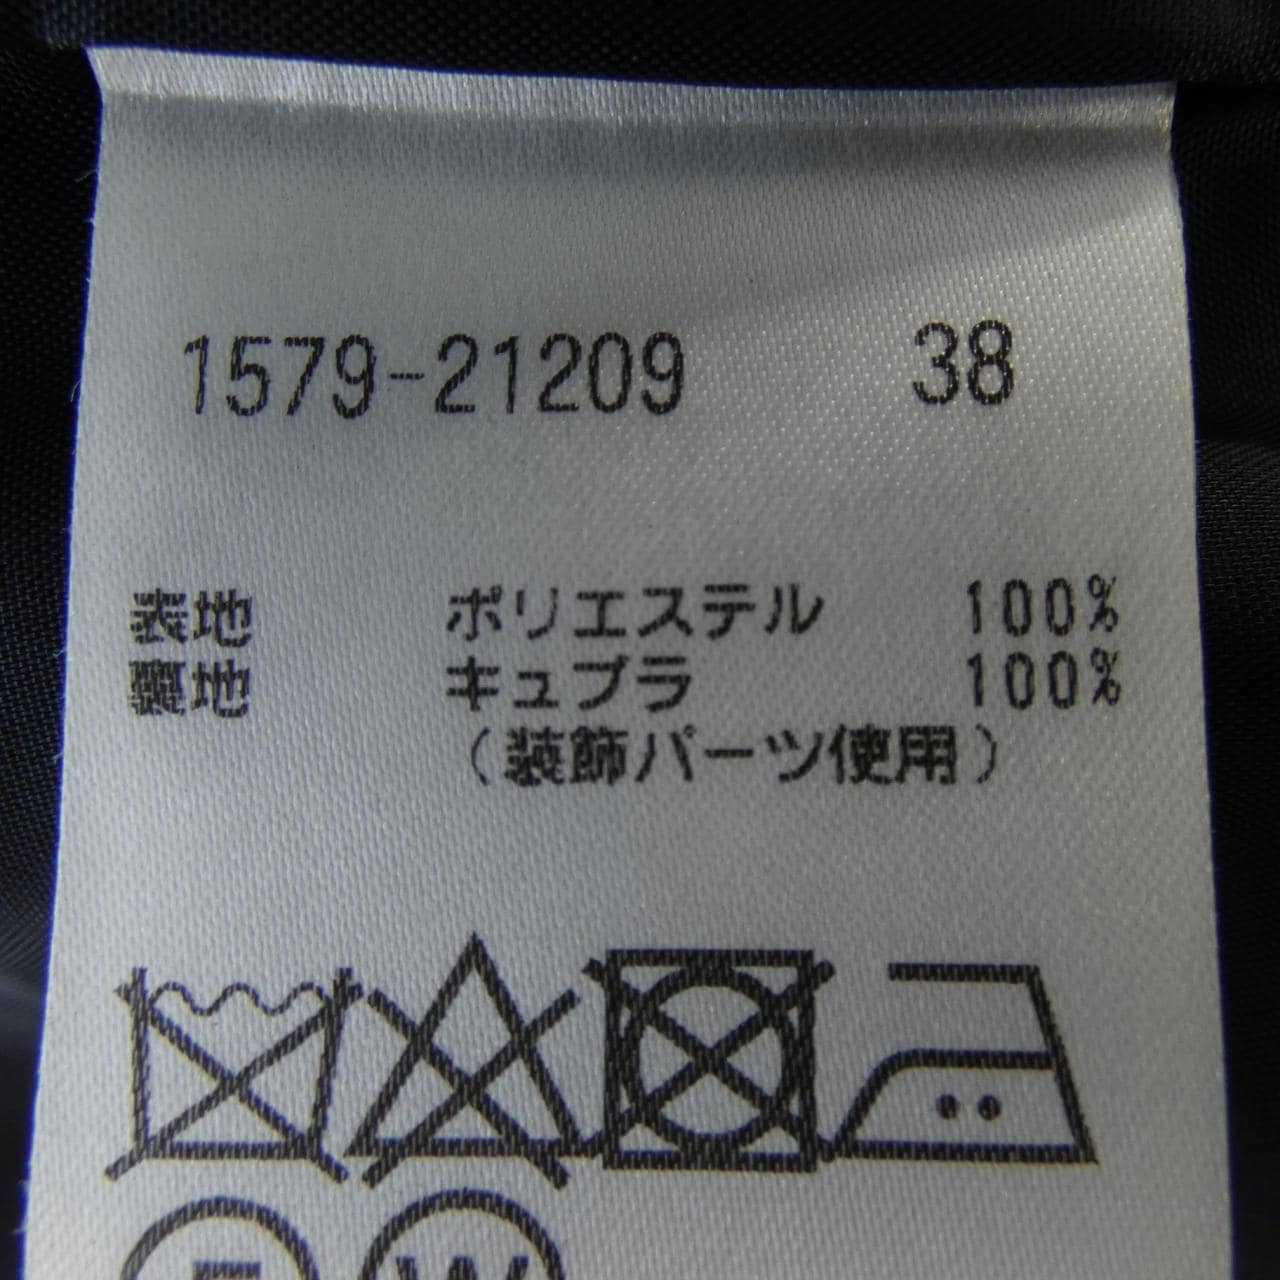 1579-21209 38
表地 ポリエステル 100%
裏地 キュプラ 100%
(装飾パーツ使用)
W